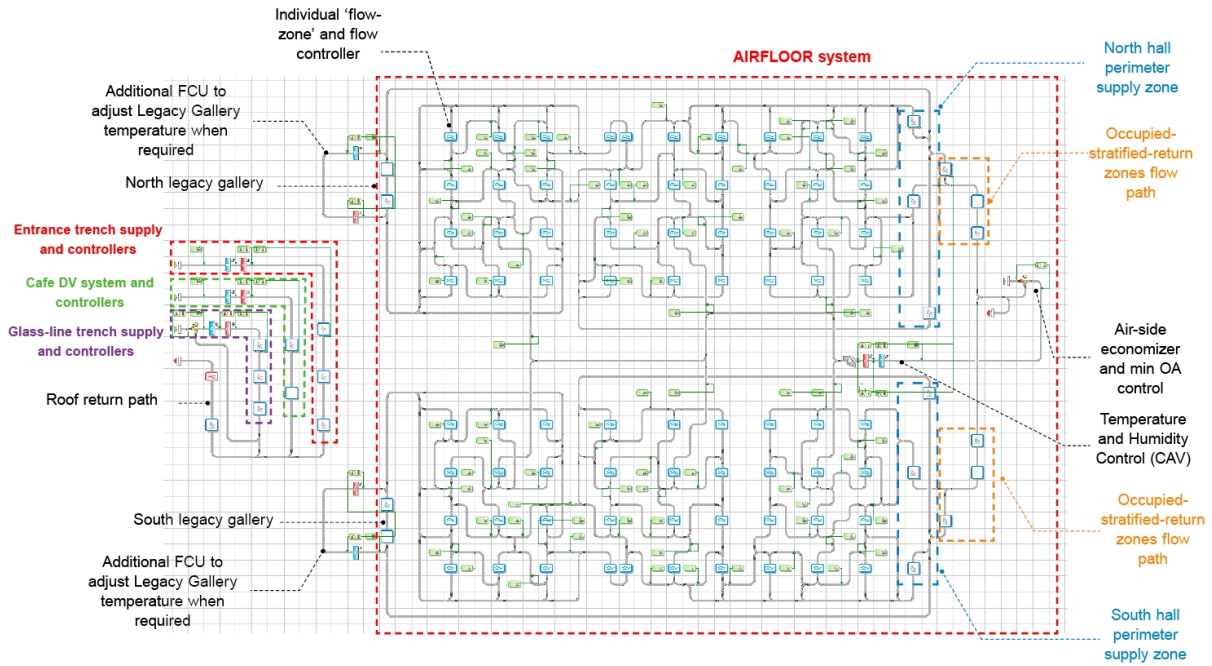 Individual ‘flow-
zone’ and flow
controller
AIRFLOOR system
North hall
perimeter
supply zone
Additional FCU to
adjust Legacy Gallery
temperature when
required
Occupied-
stratified-return
zones flow
path
North legacy gallery
Entrance trench supply
and controllers
Cafe DV system and
controllers
Glass-line trench supply
and controllers
Roof return path
Air-side
economizer
and min OA
control
Temperature
and Humidity
Control (CAV)
South legacy gallery
Occupied-
stratified-return
zones flow
path
Additional FCU to
adjust Legacy Gallery
temperature when
required
South hall
perimeter
supply zone